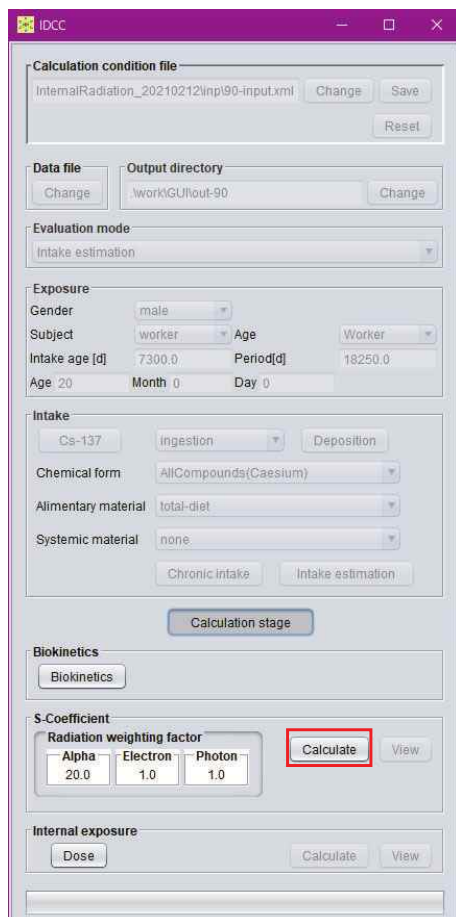 IDCC
Calculation condition file
InternalRadiation_20210212\inp\90-input.xml Change Save
Reset
Data file Output directory
Change .\work\GUI\out-90 Change
Evaluation mode
Intake estimation
Exposure
Gender male
Subject worker Age Worker
Intake age [d] 7300.0 Period[d] 18250.0
Age 20 Month 0 Day 0
Intake
Cs-137 ingestion Deposition
Chemical form AllCompounds(Caesium)
Alimentary material total-diet
Systemic material none
Chronic intake Intake estimation
Calculation stage
Biokinetics
Biokinetics
S-Coefficient
Radiation weighting factor
Alpha Electron Photon Calculate View
20.0 1.0 1.0
Internal exposure
Dose Calculate View